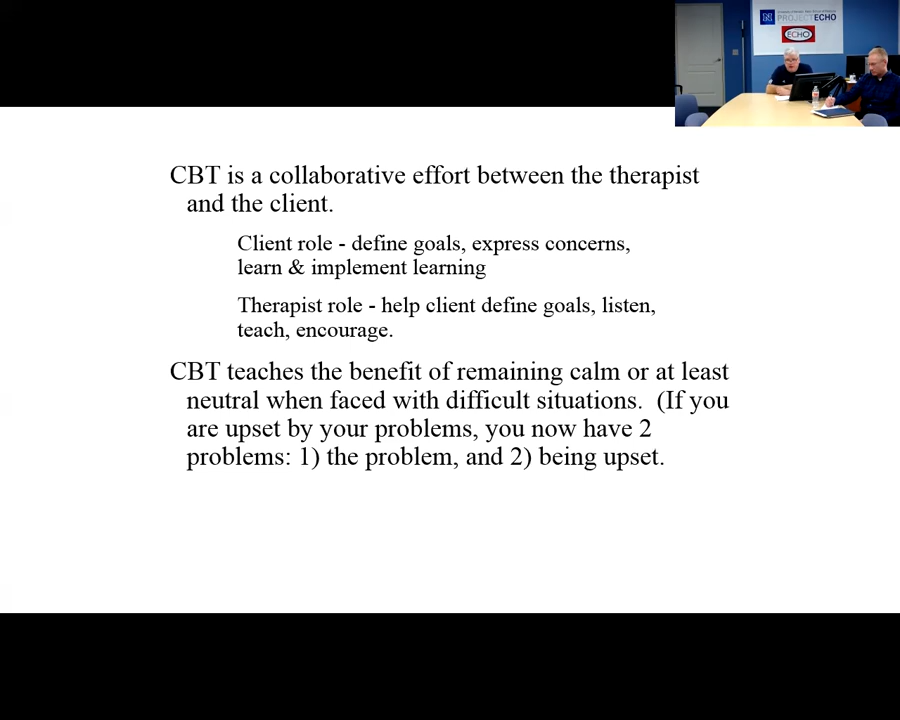 PROJECT ECHO
ECHO
CBT is a collaborative effort between the therapist
and the client.
Client role - define goals, express concerns,
learn & implement learning
Therapist role - help client define goals, listen,
teach, encourage.
CBT teaches the benefit of remaining calm or at least
neutral when faced with difficult situations.  (If you
are upset by your problems, you now have 2
problems: 1) the problem, and 2) being upset.